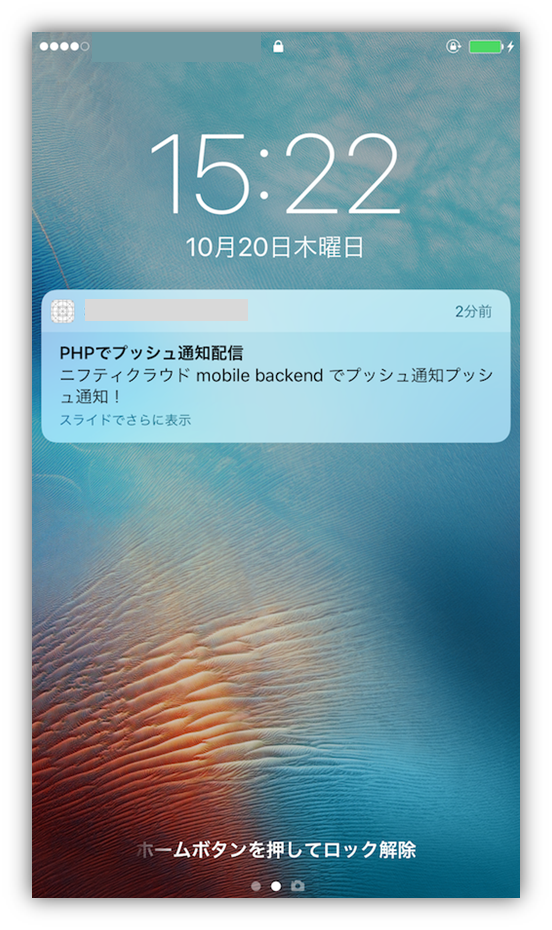 15:22
10月20日木曜日
2分前
PHPでプッシュ通知配信
ニフティクラウド mobile backend でプッシュ通知プッシ
ュ通知！
スライドでさらに表示
ホームボタンを押してロック解除